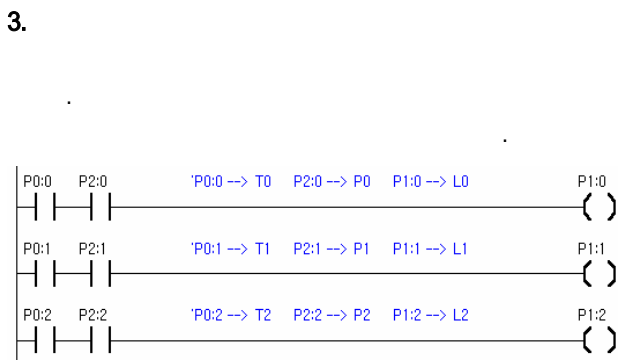 3.
.
.
P0:0 P2:0 'P0:0 --> T0 P2:0 --> P0 P1:0 --> L0 P1:0
P0:1 P2:1 'P0:1 --> T1 P2:1 --> P1 P1:1 --> L1 P1:1
P0:2 P2:2 'P0:2 --> T2 P2:2 --> P2 P1:2 --> L2 P1:2